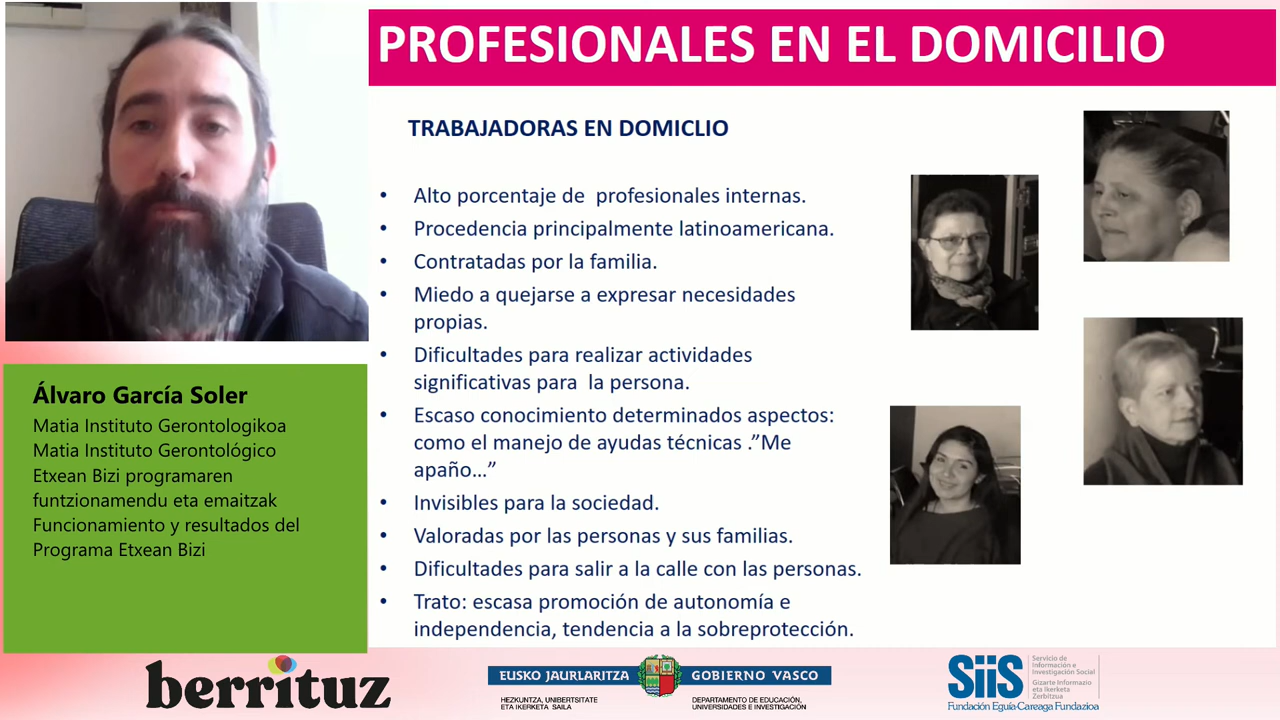 PROFESIONALES EN EL DOMICILIO
TRABAJADORAS EN DOMICLIO
• Alto porcentaje de profesionales internas.
• Procedencia principalmente latinoamericana.
• Contratadas por la familia.
• Miedo a quejarse a expresar necesidades
propias.
• Dificultades para realizar actividades
significativas para la persona.
• Escaso conocimiento determinados aspectos:
como el manejo de ayudas técnicas .”Me
apaño…”
• Invisibles para la sociedad.
• Valoradas por las personas y sus familias.
• Dificultades para salir a la calle con las personas.
• Trato: escasa promoción de autonomía e
independencia, tendencia a la sobreprotección.
Álvaro García Soler
Matia Instituto Gerontologikoa
Matia Instituto Gerontológico
Etxean Bizi programaren
funtzionamendu eta emaitzak
Funcionamiento y resultados del
Programa Etxean Bizi
berrituz
EUSKO JAURLARITZA
GOBIERNO VASCO
HEZKUNTZA, UNIBERTSITATE
ETA IKERKETA SAILA
DEPARTAMENTO DE EDUCACIÓN,
UNIVERSIDADES E INVESTIGACIÓN
SiiS
Servicio de
Información e
Investigación Social
Gizarte Informazio
eta Ikerketa
Zerbitzua
Fundación Eguía-Careaga Fundazioa